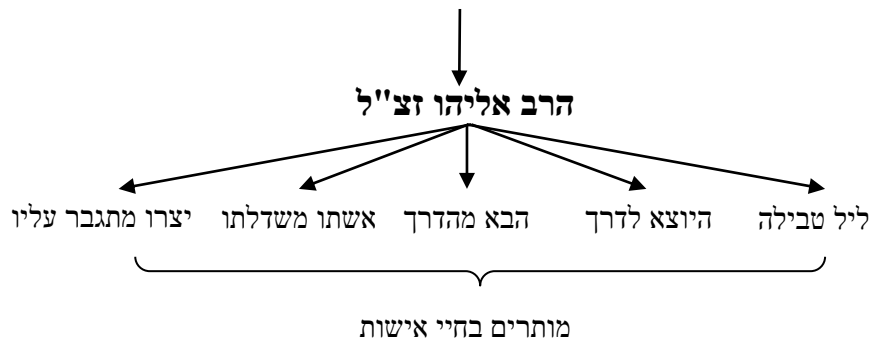 הרב אליהו זצ"ל
ליל טבילה היוצא לדרך הבא מהדרך אשתו משדלתו יצרו מתגבר עליו
מותרים בחיי אישות